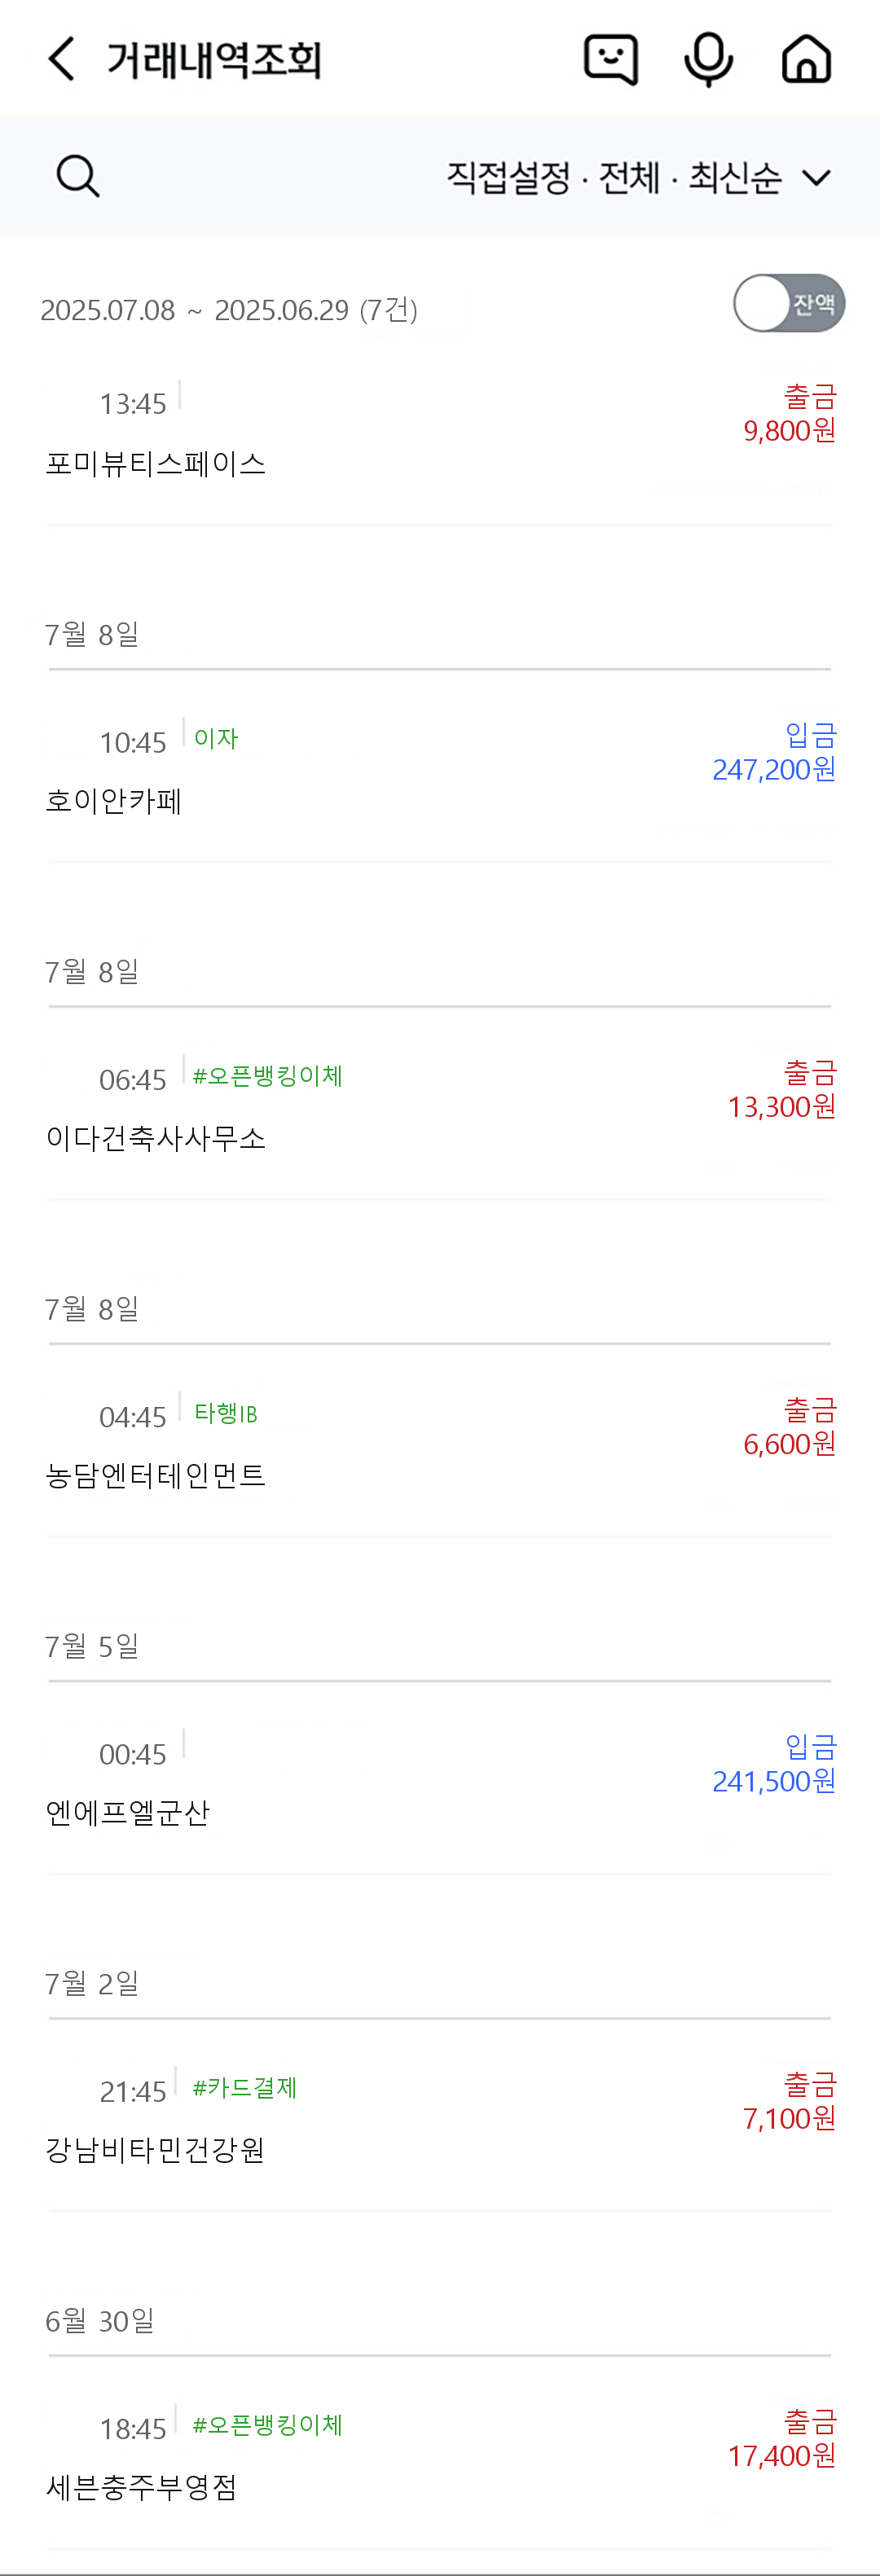 거래내역조회
직접설정 · 전체 · 최신순
2025.07.08 ~ 2025.06.29 (7건)
잔액
13:45
출금
9,800원
포미뷰티스페이스
7월 8일
10:45 이자
입금
247,200원
호이안카페
7월 8일
06:45 #오픈뱅킹이체
출금
13,300원
이다건축사사무소
7월 8일
04:45 타행IB
출금
6,600원
농담엔터테인먼트
7월 5일
00:45
입금
241,500원
엔에프엘군산
7월 2일
21:45 #카드결제
출금
7,100원
강남비타민건강원
6월 30일
18:45 #오픈뱅킹이체
출금
17,400원
세븐충주부영점